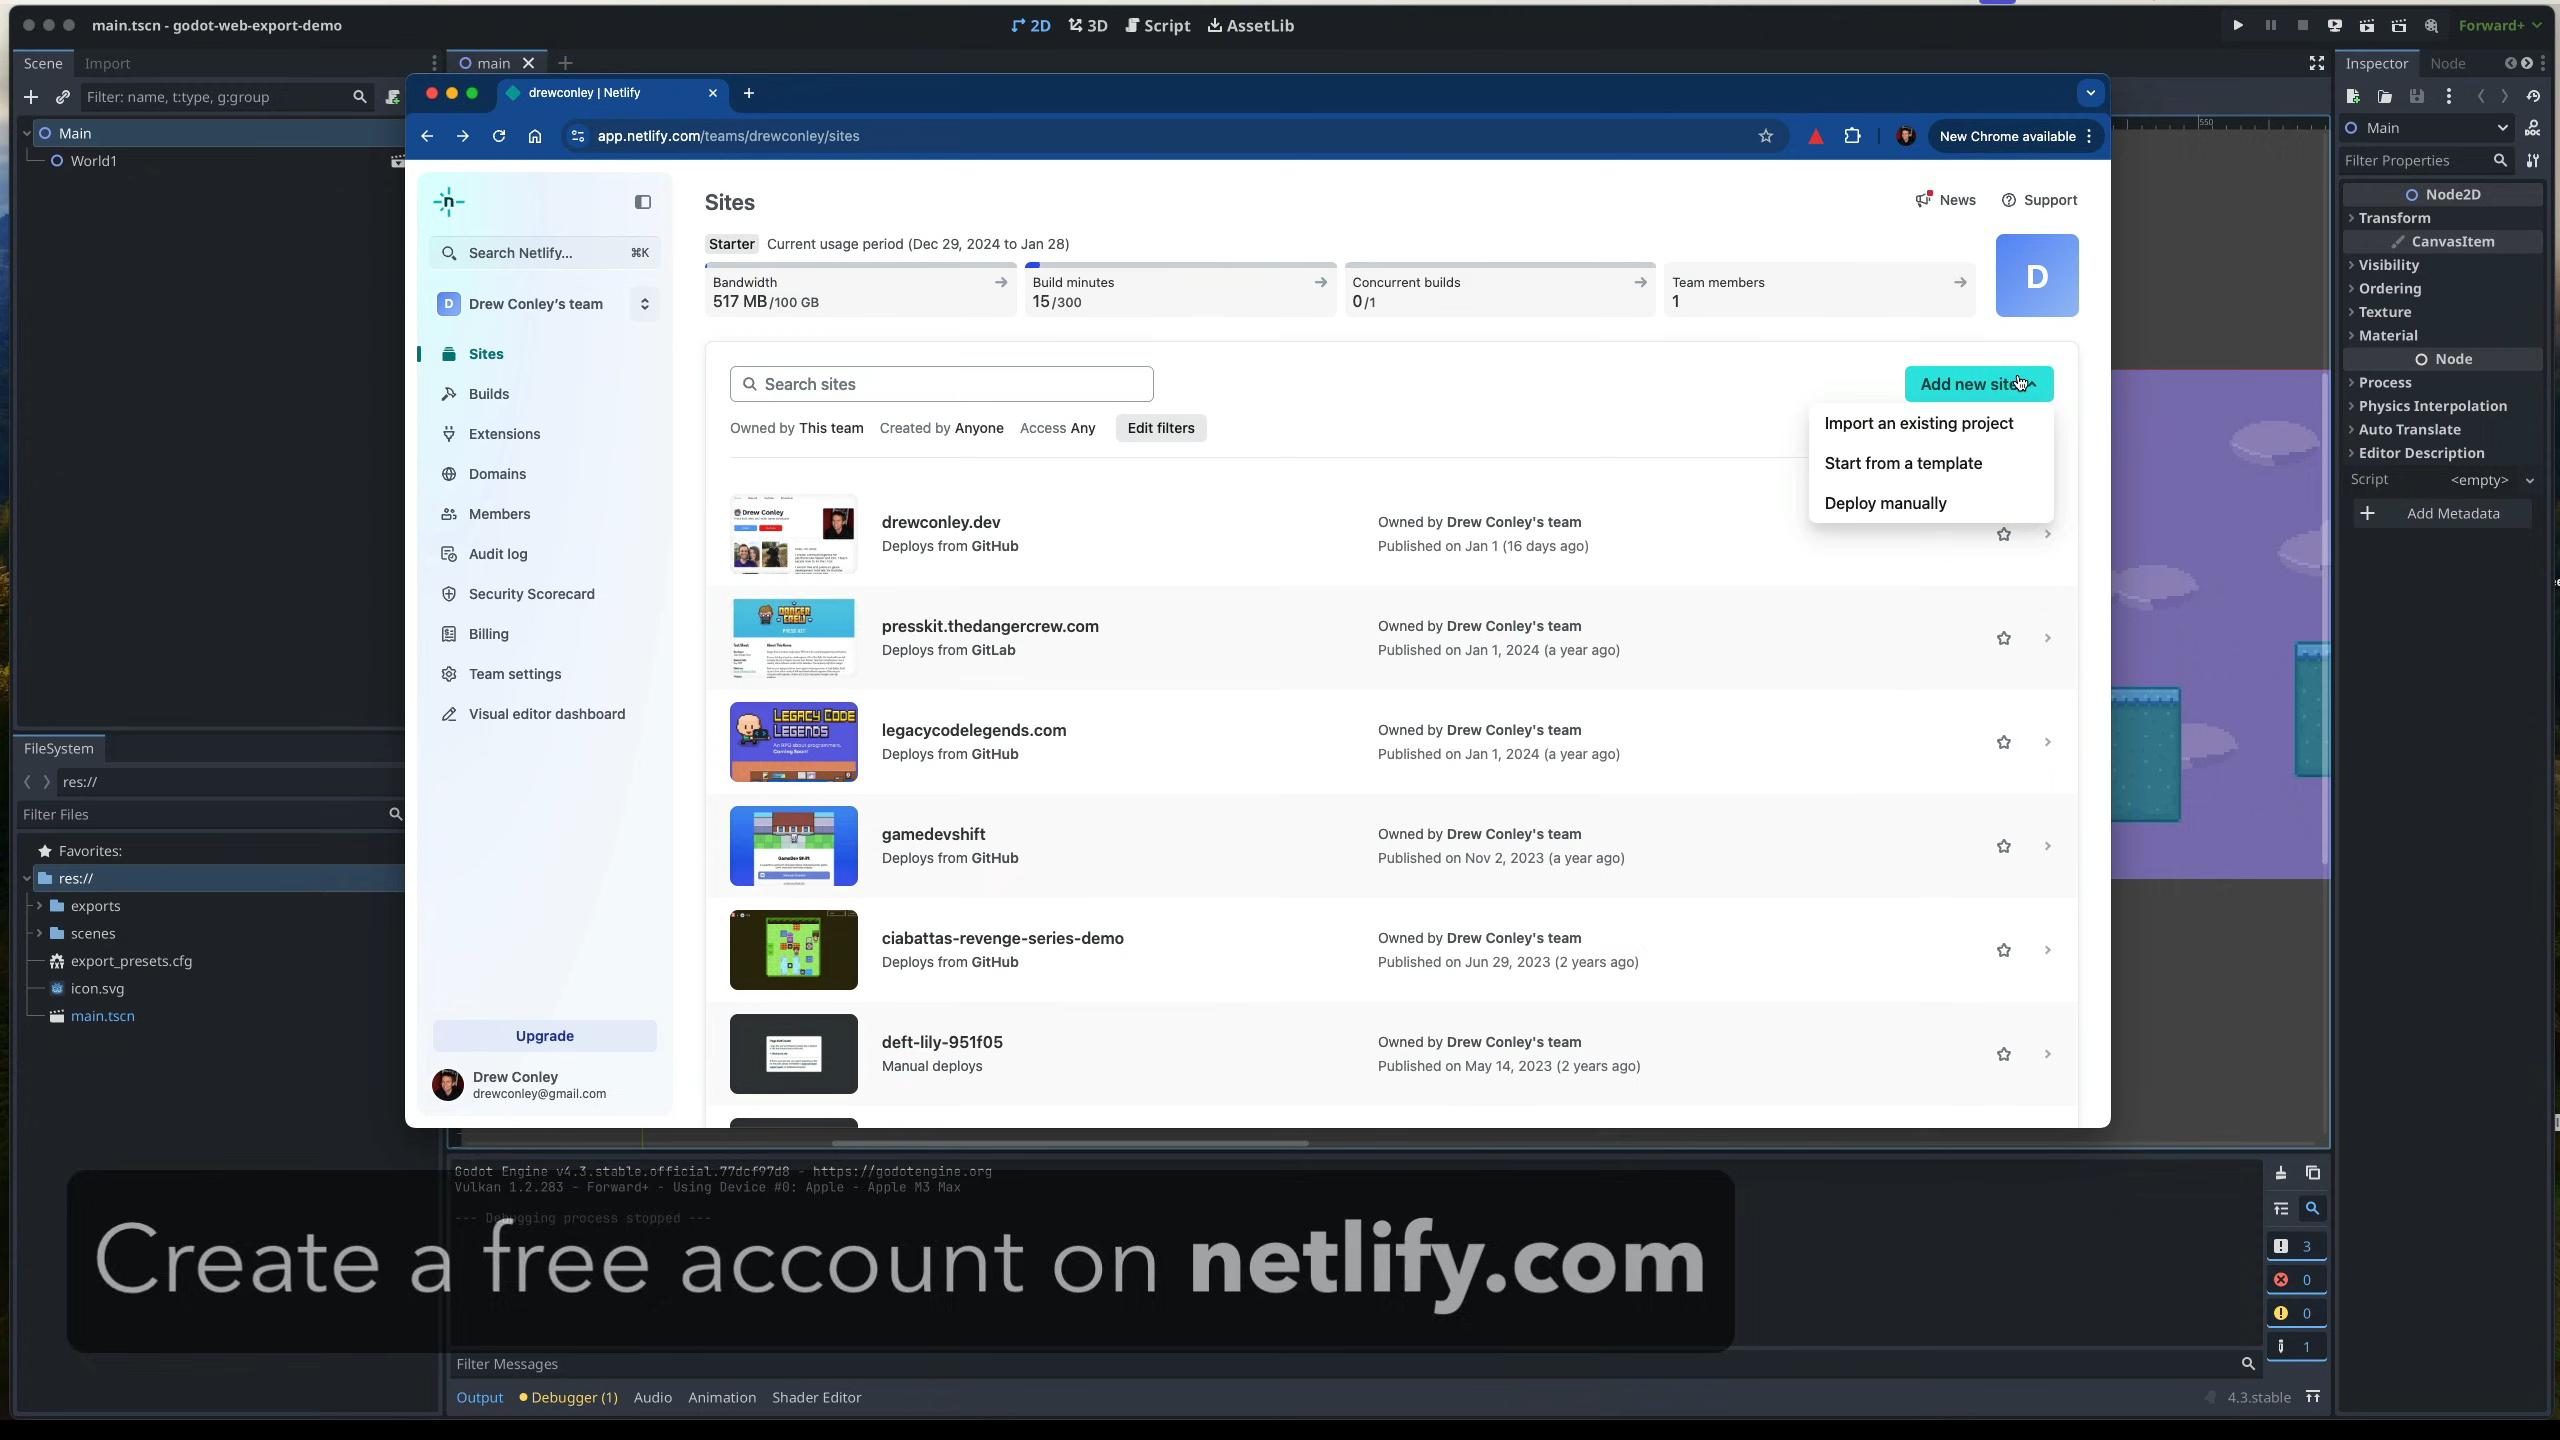 main.tscn - godot-web-export-demo
2D 3D Script AssetLib
Forward+
Scene Import
main
Inspector Node
Filter: name, t:type, g:group
Main
World1
drewconley | Netlify
app.netlify.com/teams/drewconley/sites
New Chrome available
Search Netlify... ⌘K
D Drew Conley's team
Sites
Builds
Extensions
Domains
Members
Audit log
Security Scorecard
Billing
Team settings
Visual editor dashboard
Upgrade
Drew Conley
drewconley@gmail.com
Sites
News Support
Starter Current usage period (Dec 29, 2024 to Jan 28)
Bandwidth
517 MB/100 GB
Build minutes
15/300
Concurrent builds
0/1
Team members
1
D
Search sites
Add new site
Import an existing project
Start from a template
Deploy manually
Owned by This team Created by Anyone Access Any Edit filters
drewconley.dev
Deploys from GitHub
Owned by Drew Conley's team
Published on Jan 1 (16 days ago)
presskit.thedangercrew.com
Deploys from GitLab
Owned by Drew Conley's team
Published on Jan 1, 2024 (a year ago)
LEGACY CODE
LEGENDS
legacycodelegends.com
Deploys from GitHub
Owned by Drew Conley's team
Published on Jan 1, 2024 (a year ago)
gamedevshift
Deploys from GitHub
Owned by Drew Conley's team
Published on Nov 2, 2023 (a year ago)
ciabattas-revenge-series-demo
Deploys from GitHub
Owned by Drew Conley's team
Published on Jun 29, 2023 (2 years ago)
deft-lily-951f05
Manual deploys
Owned by Drew Conley's team
Published on May 14, 2023 (2 years ago)
FileSystem
res://
Filter Files
Favorites:
res://
exports
scenes
export_presets.cfg
icon.svg
main.tscn
Main
Filter Properties
Node2D
Transform
CanvasItem
Visibility
Ordering
Texture
Material
Node
Process
Physics Interpolation
Auto Translate
Editor Description
Script <empty>
Add Metadata
550
Godot Engine v4.3.stable.official.77dcf97d8 - https://godotengine.org
Vulkan 1.2.283 - Forward+ - Using Device #0: Apple - Apple M3 Max
--- Debugging process stopped ---
Create a free account on netlify.com
3
0
0
1
Filter Messages
Output Debugger (1) Audio Animation Shader Editor
4.3.stable